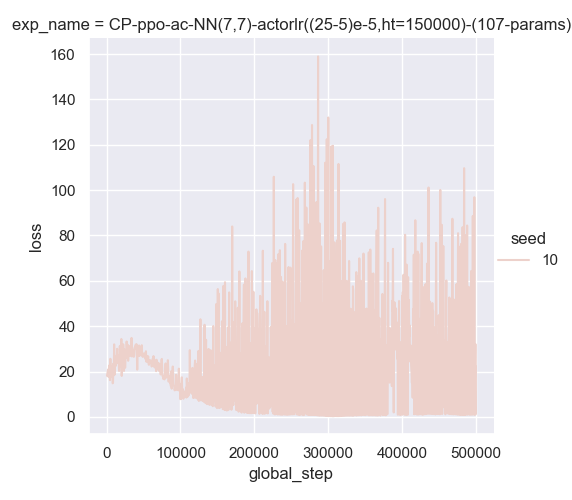 exp_name = CP-ppo-ac-NN(7,7)-actorlr((25-5)e-5,ht=150000)-(107-params)
160
140
120
100
80
60
40
20
0
loss
0 100000 200000 300000 400000 500000
global_step
seed
10